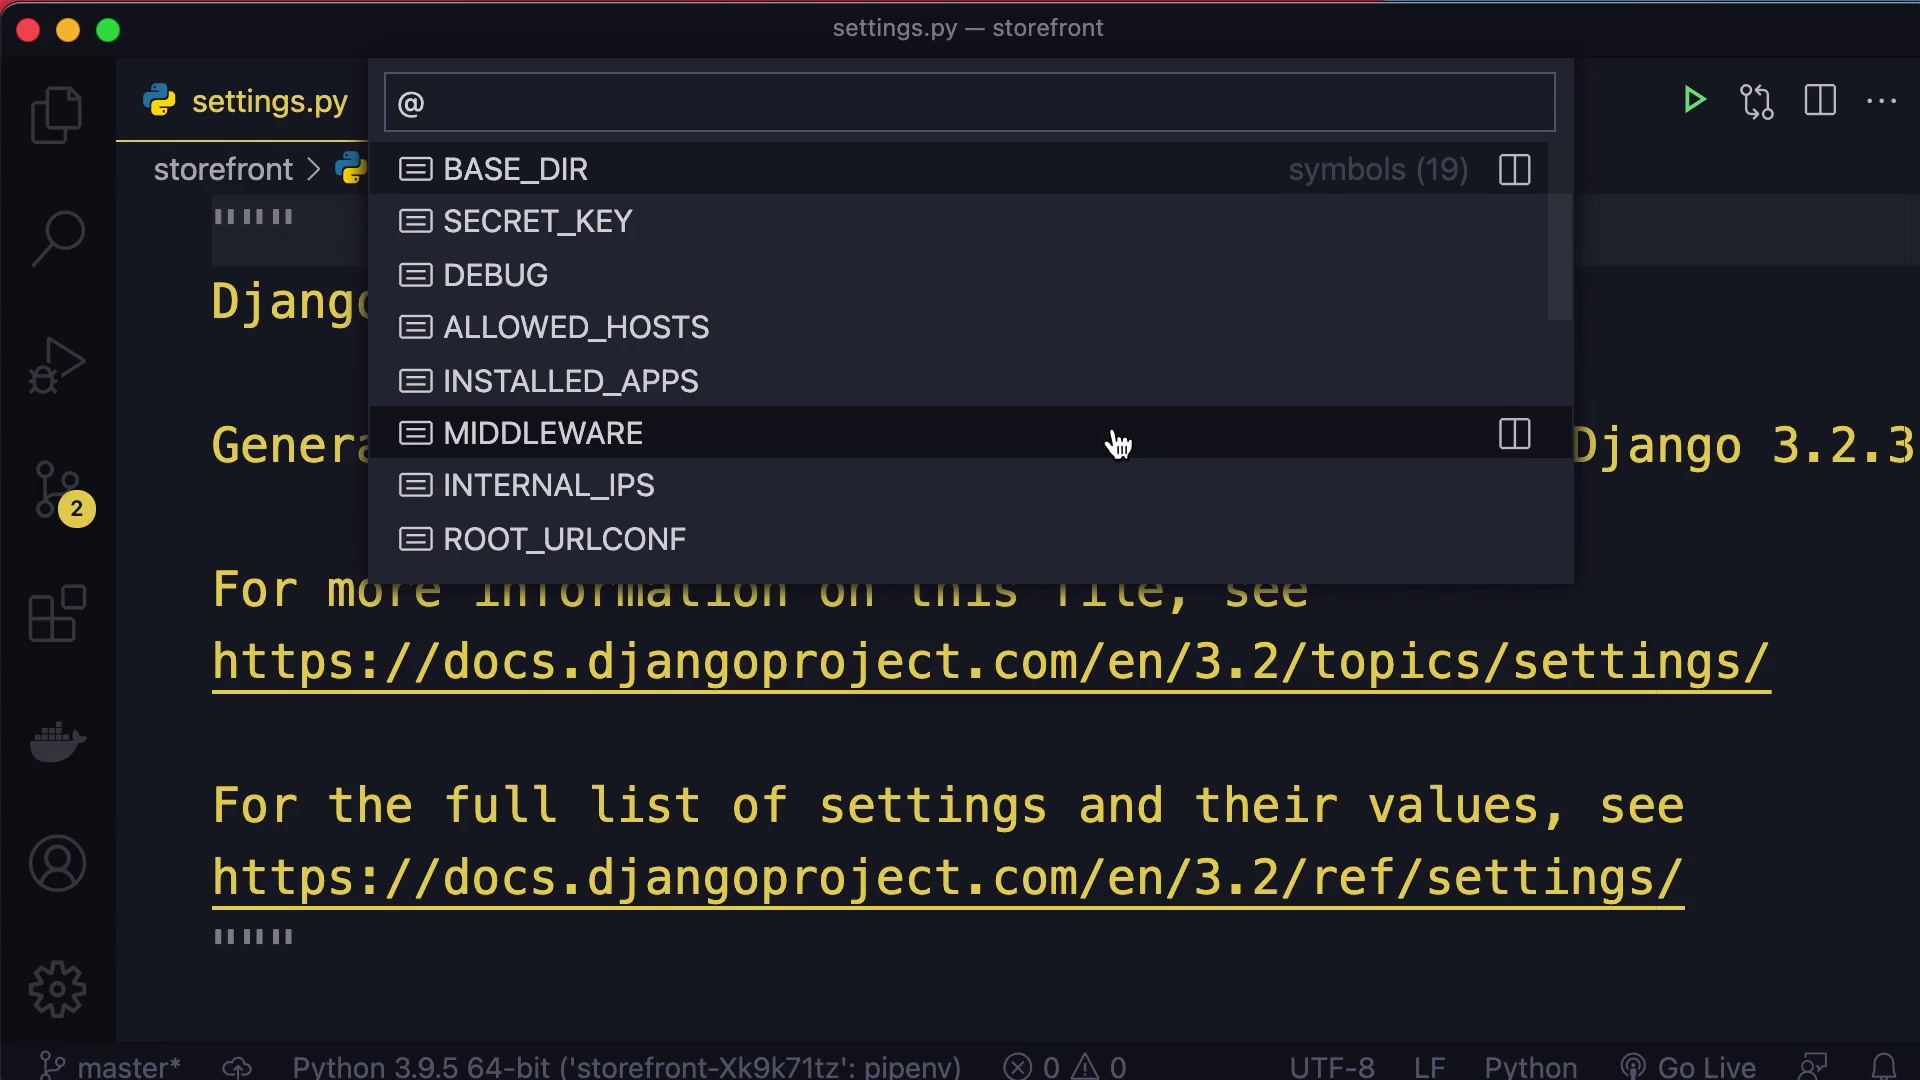 settings.py — storefront
settings.py
@
storefront >
BASE_DIR
symbols (19)
SECRET_KEY
DEBUG
ALLOWED_HOSTS
INSTALLED_APPS
MIDDLEWARE
INTERNAL_IPS
ROOT_URLCONF
"""
Django
Genera
Django 3.2.3
For more information on this file, see
https://docs.djangoproject.com/en/3.2/topics/settings/
For the full list of settings and their values, see
https://docs.djangoproject.com/en/3.2/ref/settings/
"""
2
master* Python 3.9.5 64-bit ('storefront-Xk9k71tz': pipenv) 0 0 UTF-8 LF Python Go Live